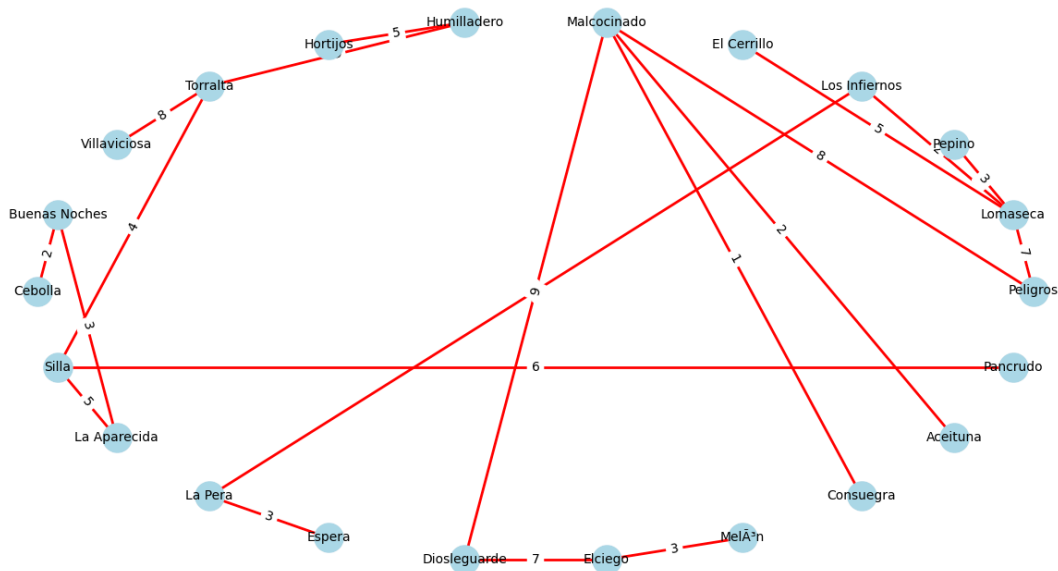 Humilladero
Malcocinado
Hortijos
5
El Cerrillo
Torralta
Los Infiernos
8
5
Villaviciosa
Pepino
2
8
3
Buenas Noches
Lomaseca
4
2
2
1
7
Cebolla
Peligros
3
Silla
6
Pancrudo
5
La Aparecida
Aceituna
La Pera
Consuegra
3
Espera
MelÃ³n
3
Diosleguarde
7
Elciego